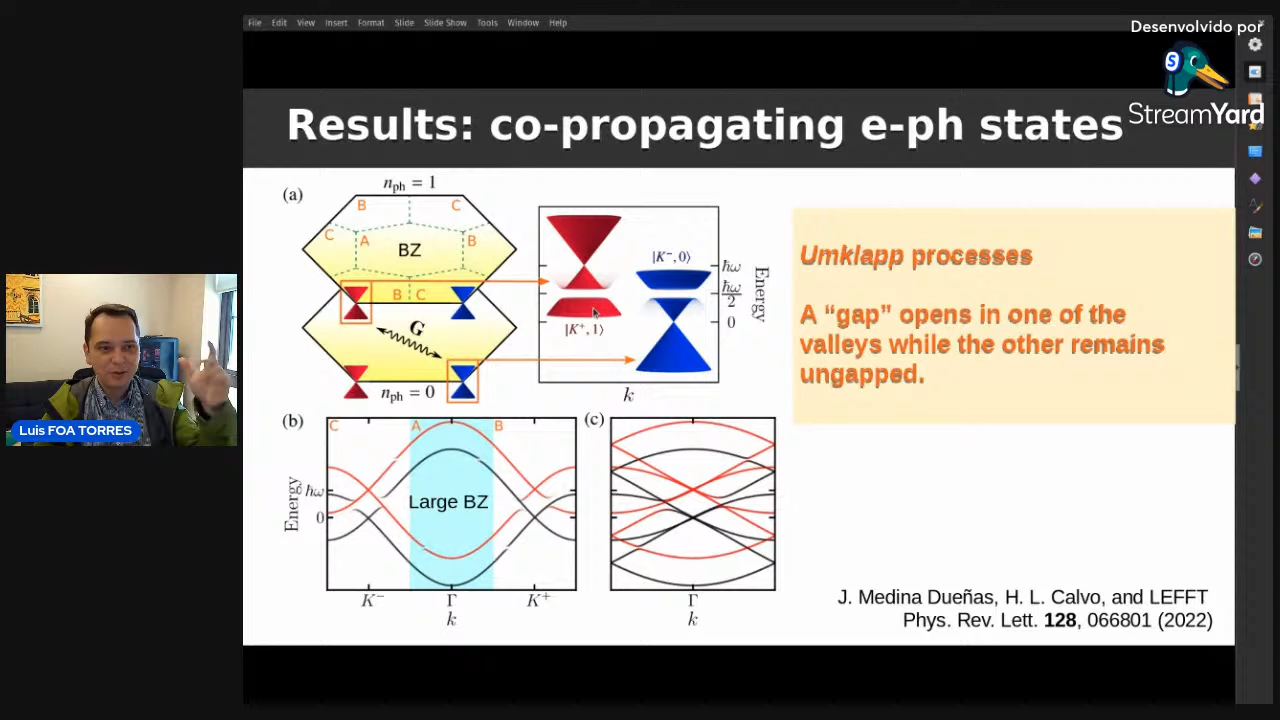 File Edit View Insert Format Slide Slide Show Tools Window Help
Desenvolvido por
S
StreamYard
Results: co-propagating e-ph states
(a)
n_ph = 1
B C
C A BZ B
B C
G
n_ph = 0
|K⁻, 0⟩
|K⁺, 1⟩
ħω
ħω/2
0
Energy
k
Umklapp processes
A “gap” opens in one of the
valleys while the other remains
ungapped.
Luis FOA TORRES
(b)
C A B
Energy
ħω
0
Large BZ
K⁻ Γ K⁺
k
(c)
Γ
k
J. Medina Dueñas, H. L. Calvo, and LEFFT
Phys. Rev. Lett. 128, 066801 (2022)